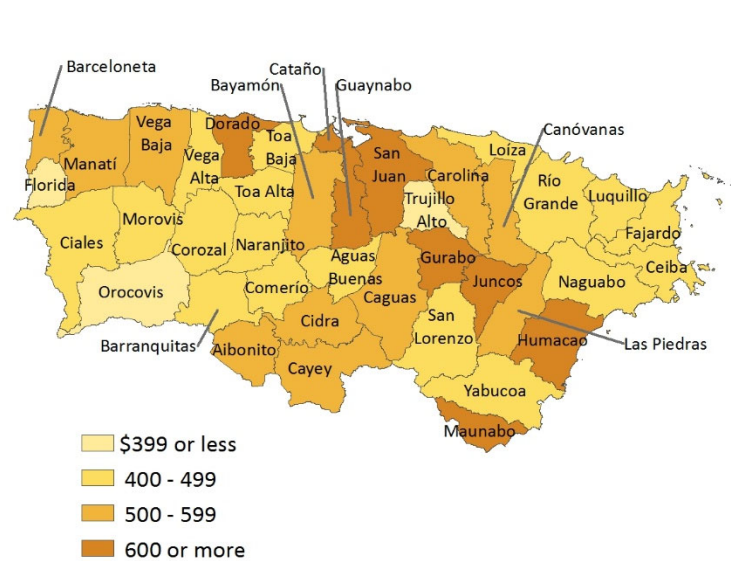 Barceloneta
Cataño
Bayamón
Guaynabo
Vega
Baja
Dorado
Toa
Baja
Canóvanas
Manatí
Vega
Alta
San
Juan
Loíza
Florida
Toa Alta
Carolina
Trujillo
Alto
Río
Grande
Luquillo
Morovis
Ciales
Corozal
Naranjito
Fajardo
Aguas
Buenas
Gurabo
Ceiba
Orocovis
Comerío
Juncos
Naguabo
Caguas
Cidra
San
Lorenzo
Barranquitas
Aibonito
Humacao
Las Piedras
Cayey
Yabucoa
Maunabo
$399 or less
400 - 499
500 - 599
600 or more